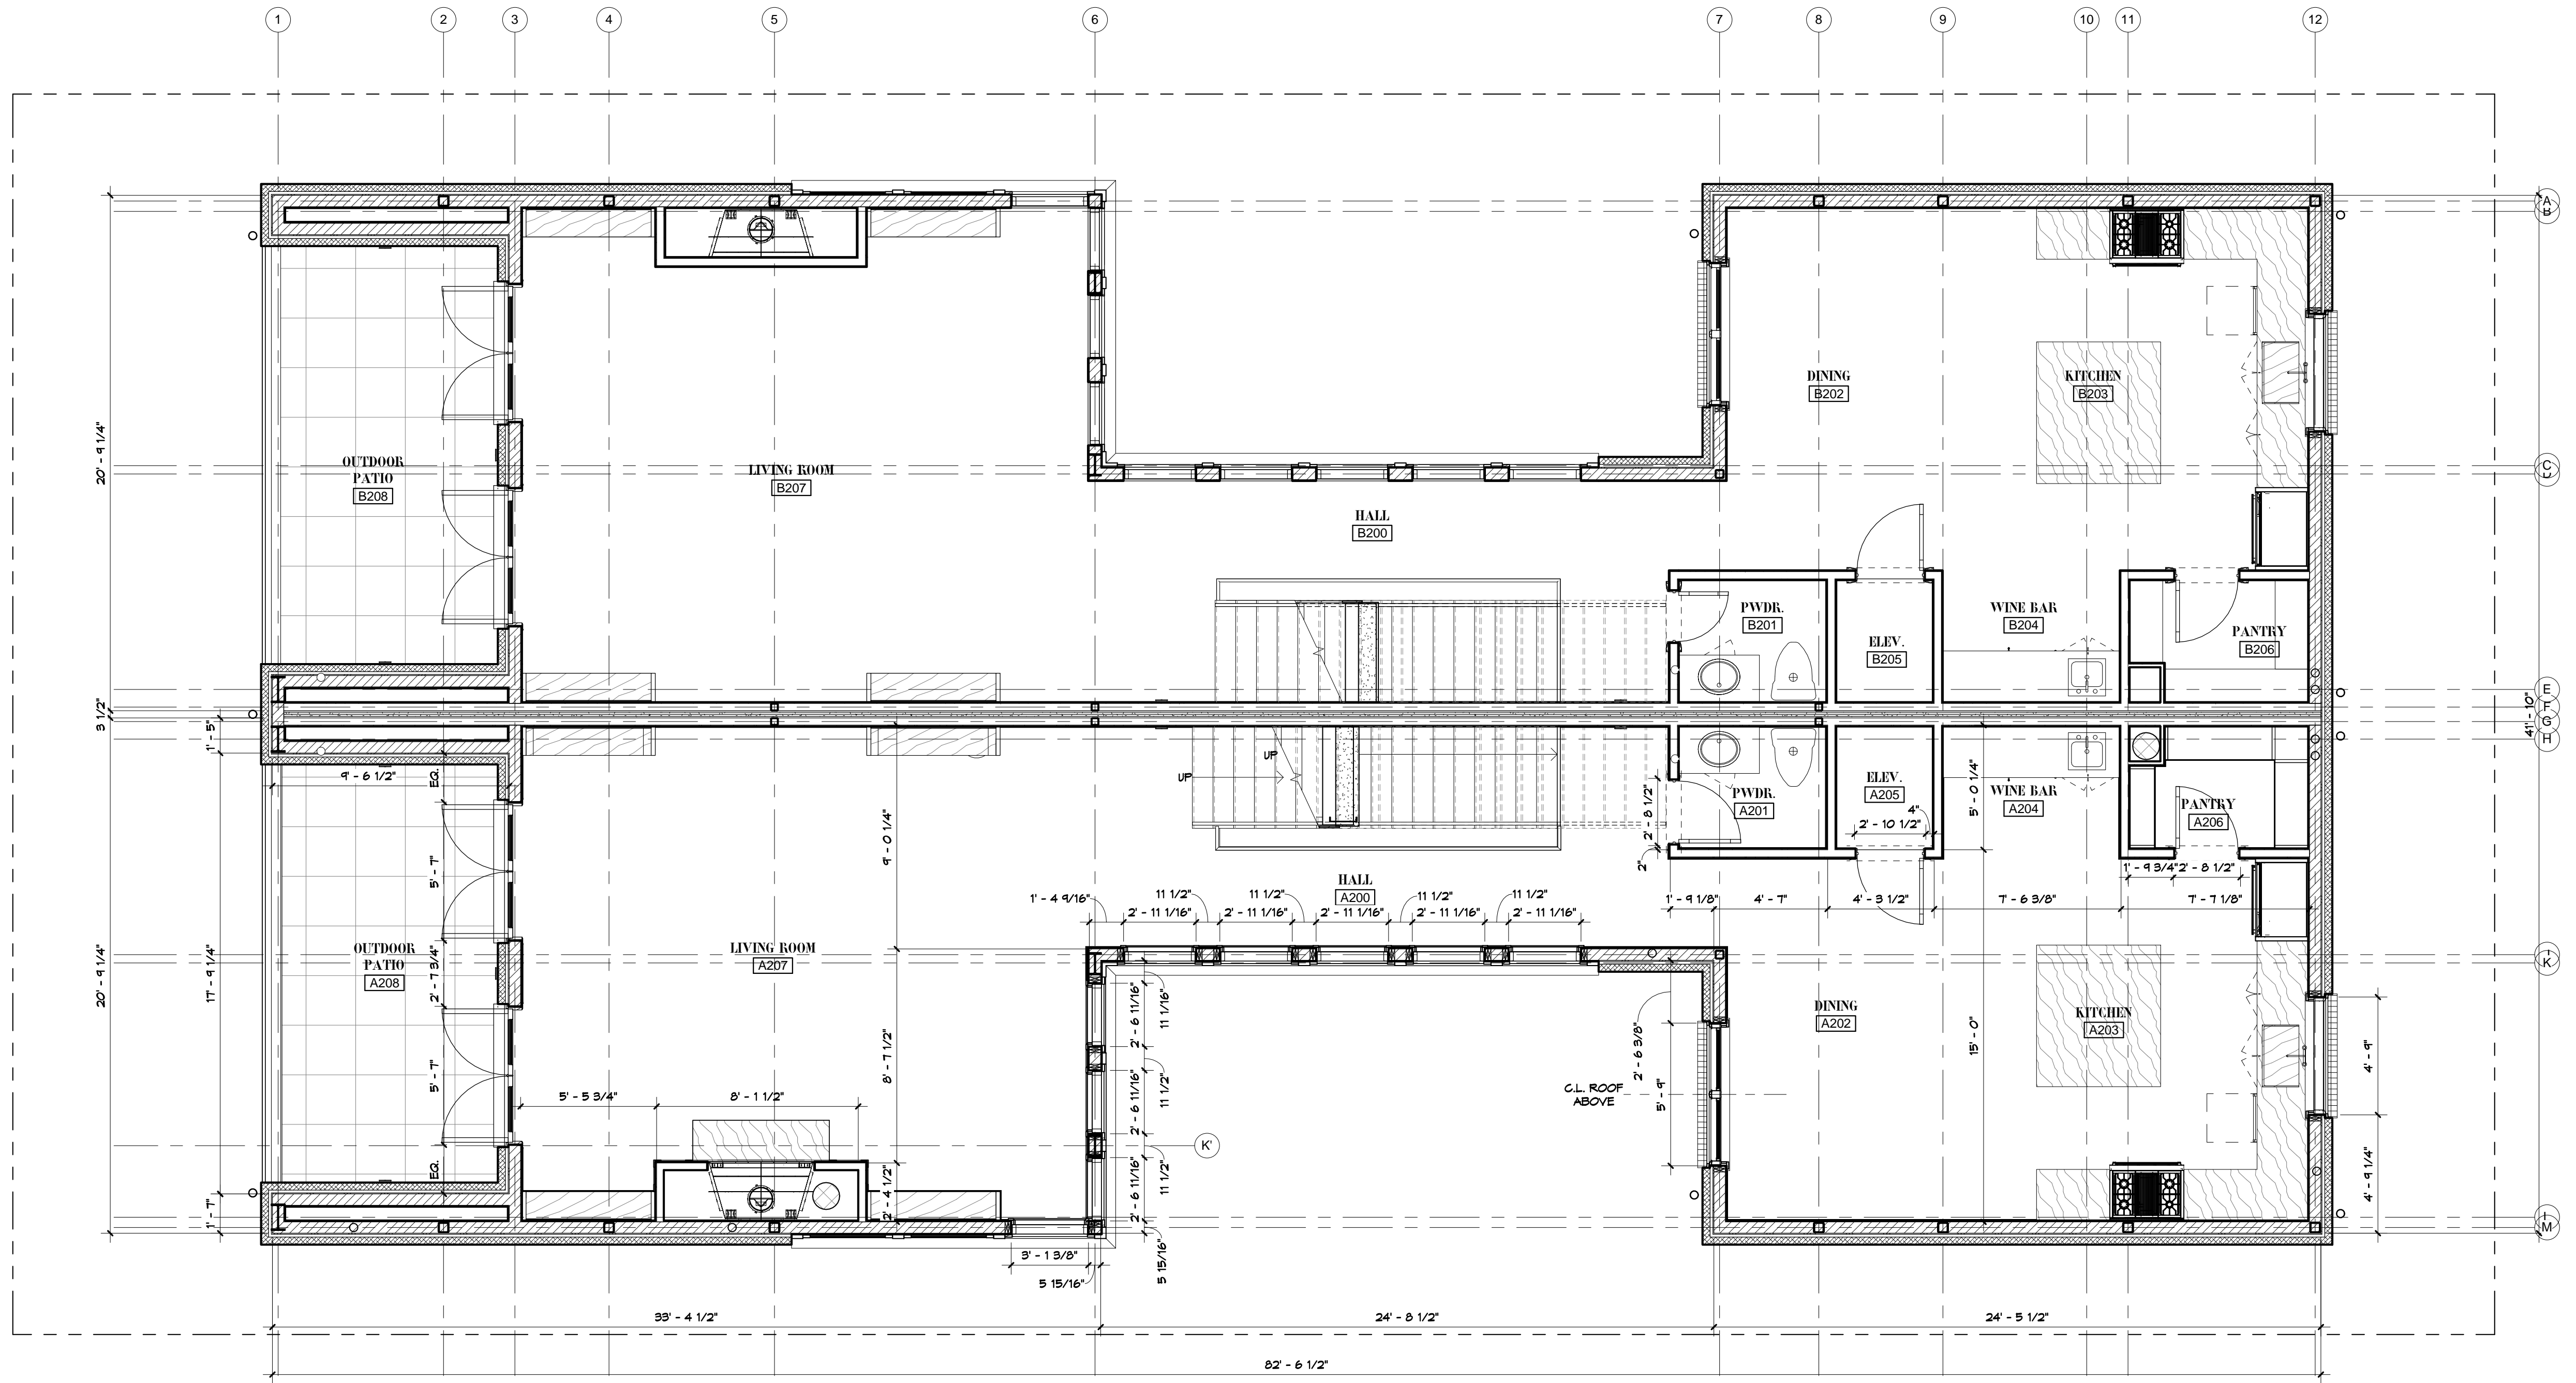 1 2 3 4 5 6 7 8 9 10 11 12
A
B
20' - 9 1/4"
OUTDOOR
PATIO
B208
LIVING ROOM
B207
HALL
B200
DINING
B202
KITCHEN
B203
C
PWDR.
B201
ELEV.
B205
WINE BAR
B204
PANTRY
B206
E
F
G
H
41' - 10"
3 1/2"
1' - 5"
9' - 6 1/2"
EQ.
UP
UP
PWDR.
A201
ELEV.
A205
WINE BAR
A204
PANTRY
A206
2' - 8 1/2"
2"
4"
2' - 10 1/2"
5' - 0 1/4"
1' - 9 3/4" 2' - 8 1/2"
9' - 0 1/4"
5' - 7"
HALL
A200
1' - 4 9/16"
11 1/2" 11 1/2" 11 1/2" 11 1/2"
2' - 11 1/16" 2' - 11 1/16" 2' - 11 1/16" 2' - 11 1/16" 2' - 11 1/16"
1' - 9 1/8" 4' - 7" 4' - 3 1/2" 7' - 6 3/8" 7' - 7 1/8"
20' - 9 1/4"
17' - 9 1/4"
OUTDOOR
PATIO
A208
2' - 7 3/4"
LIVING ROOM
A207
K
2' - 6 11/16"
11 1/16"
DINING
A202
KITCHEN
A203
15' - 0"
2' - 6 3/8"
8' - 7 1/2"
5' - 7"
2' - 6 11/16"
11 1/2"
C.L. ROOF
ABOVE
5' - 9"
4' - 9"
5' - 5 3/4" 8' - 1 1/2"
K'
EQ.
2' - 6 11/16"
11 1/2"
2' - 4 1/2"
4' - 9 1/4"
1' - 7"
M
3' - 1 3/8"
5 15/16"
5 15/16"
33' - 4 1/2" 24' - 8 1/2" 24' - 5 1/2"
82' - 6 1/2"